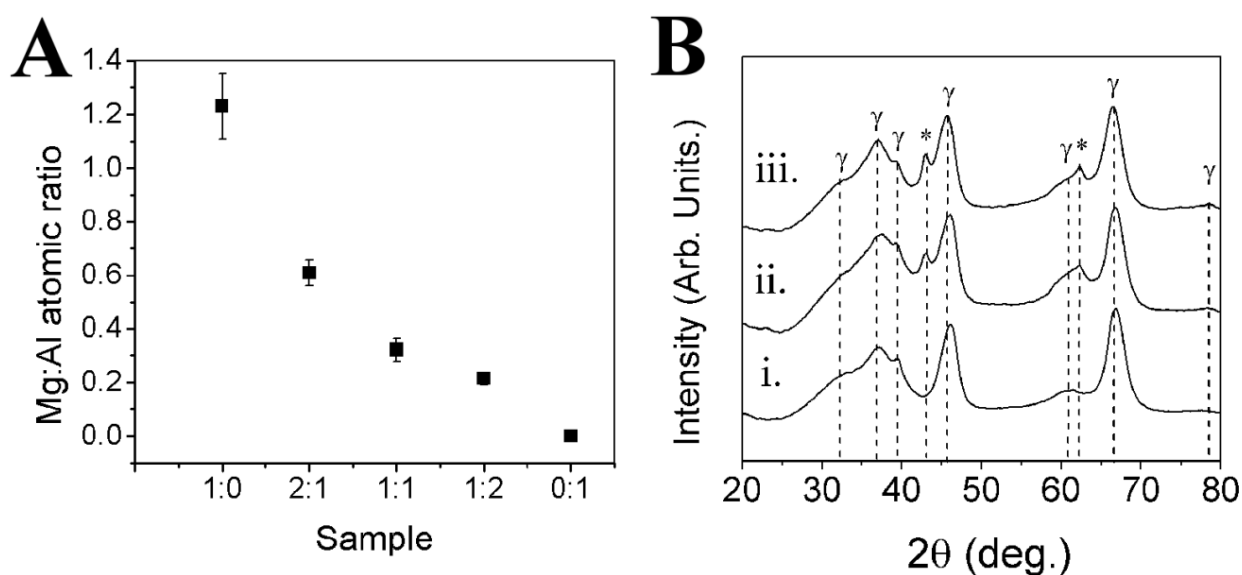 A
Mg:Al atomic ratio
1.4
1.2
1.0
0.8
0.6
0.4
0.2
0.0
1:0 2:1 1:1 1:2 0:1
Sample
B
Intensity (Arb. Units.)
γ γ γ * γ γ * γ γ
iii.
ii.
i.
20 30 40 50 60 70 80
2θ (deg.)